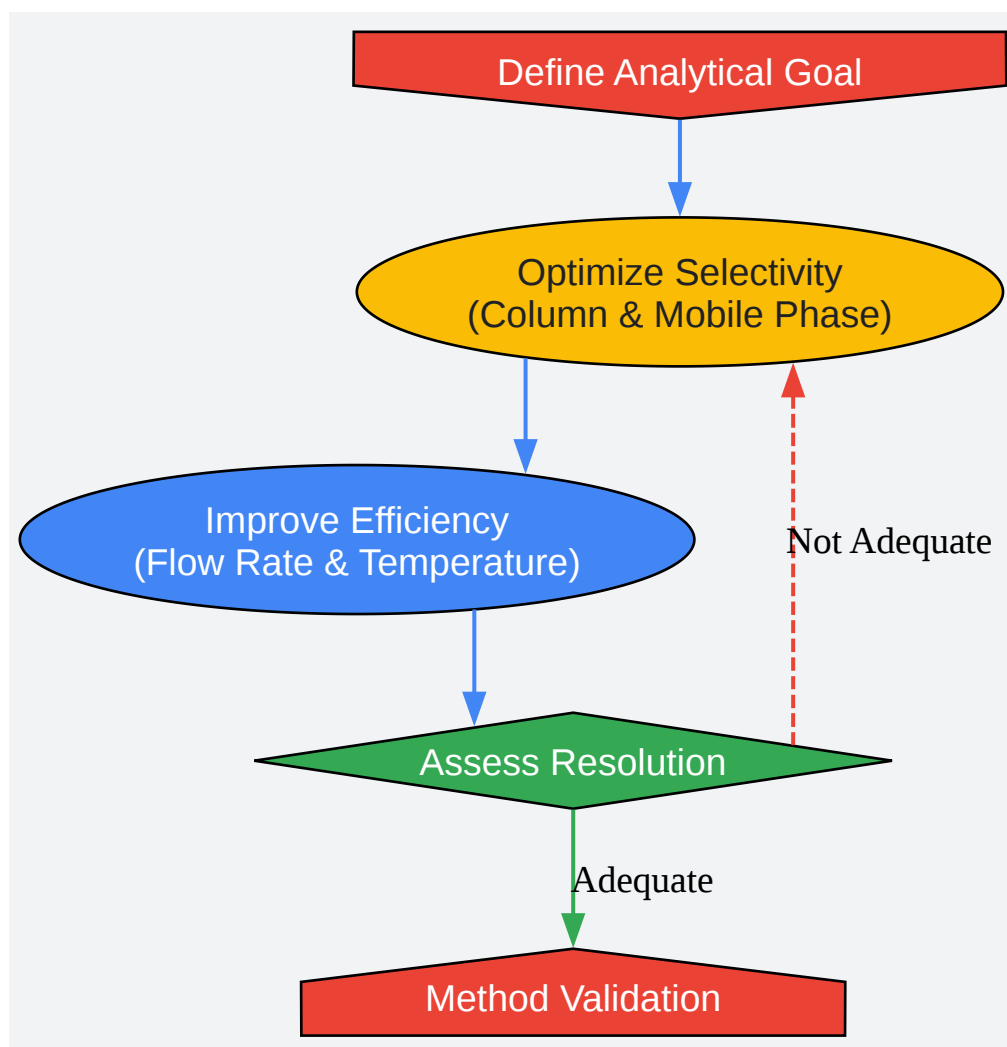 Define Analytical Goal
Optimize Selectivity
(Column & Mobile Phase)
Improve Efficiency
(Flow Rate & Temperature)
Not Adequate
Assess Resolution
Adequate
Method Validation